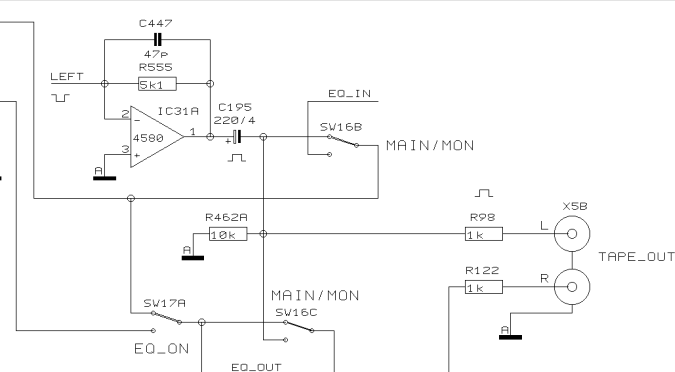 C447
47p
R555
LEFT
5k1
EQ_IN
IC31A
C195
220/4
2
-
4580
1
+
SW16B
MAIN/MON
3
+
A
R462A
10k
A
R98
1k
L
X5B
TAPE_OUT
R122
1k
R
A
MAIN/MON
SW17A
SW16C
EQ_ON
EQ_OUT